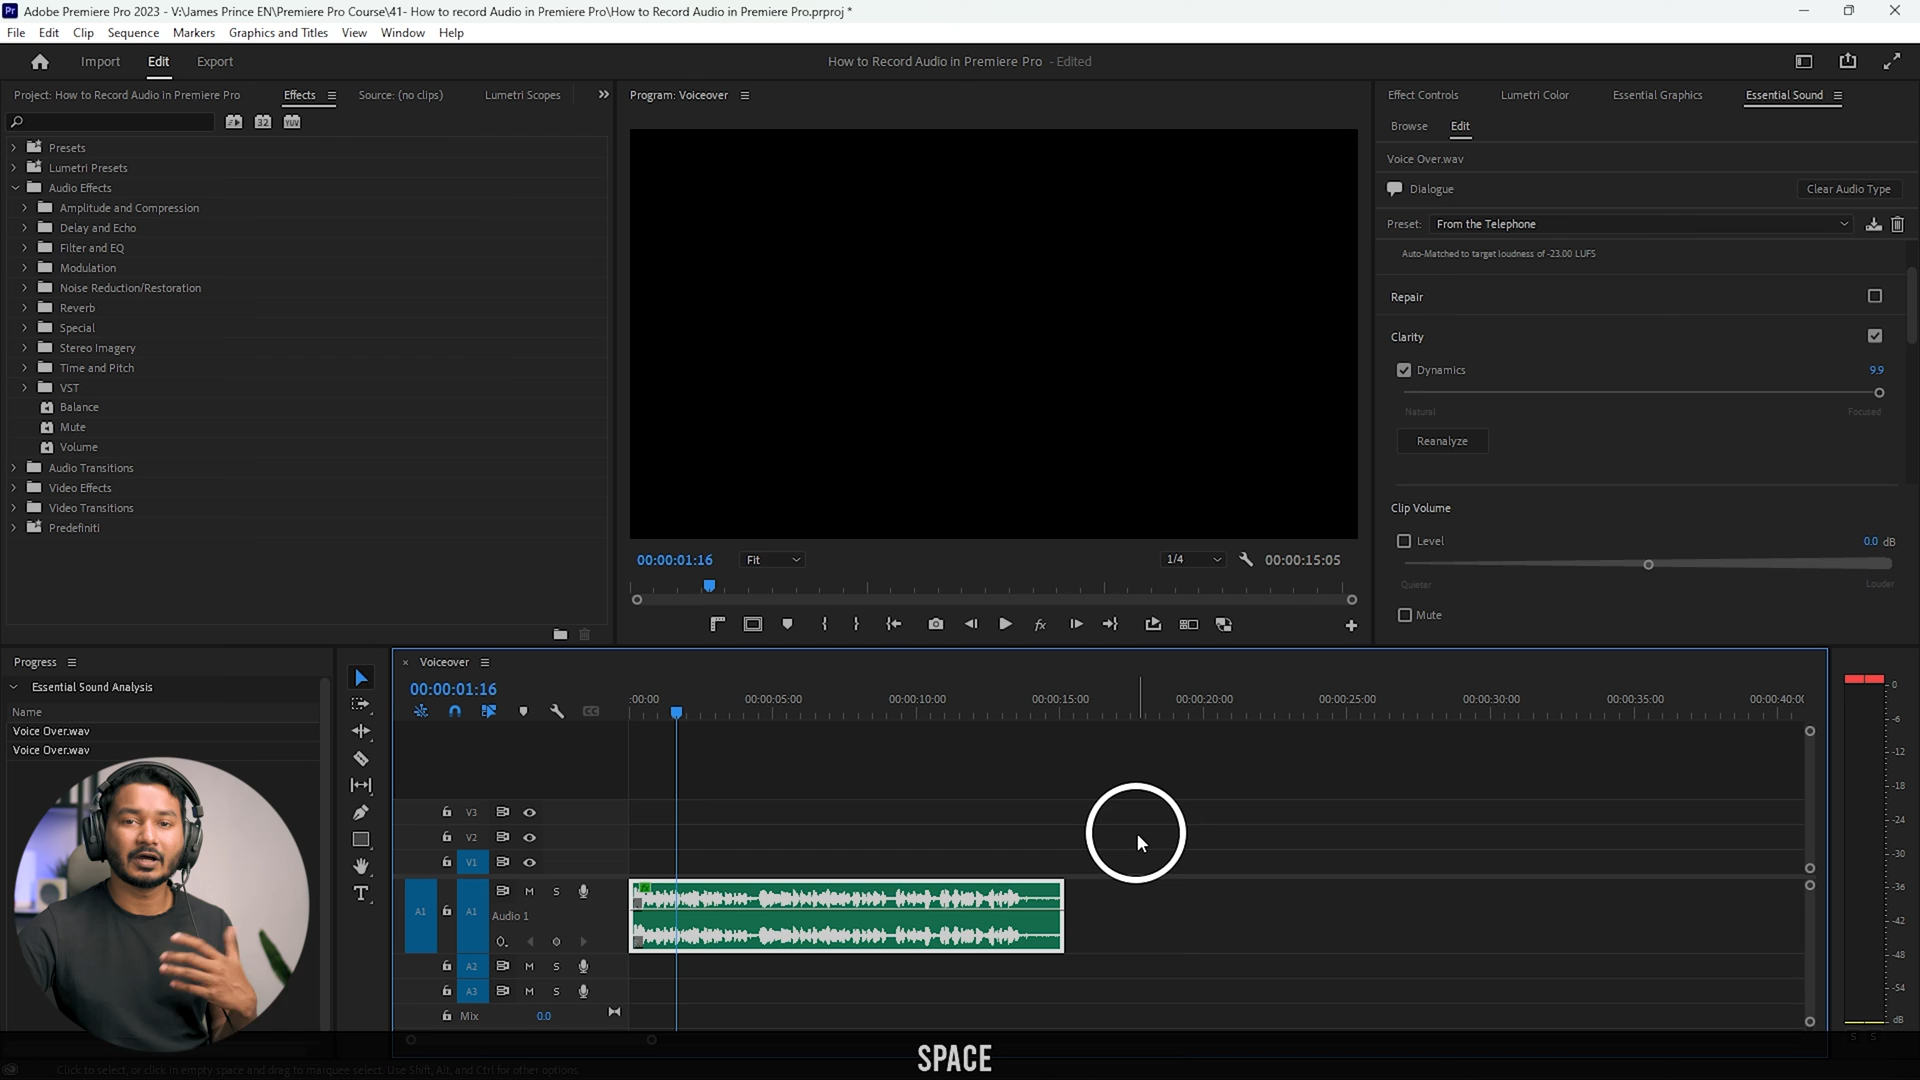 Pr Adobe Premiere Pro 2023 - V:\James Prince EN\Premiere Pro Course\41- How to record Audio in Premiere Pro\How to Record Audio in Premiere Pro.prproj *
File Edit Clip Sequence Markers Graphics and Titles View Window Help
Import Edit Export
How to Record Audio in Premiere Pro - Edited
Project: How to Record Audio in Premiere Pro Effects Source: (no clips) Lumetri Scopes
32 YUV
Presets
Lumetri Presets
Audio Effects
Amplitude and Compression
Delay and Echo
Filter and EQ
Modulation
Noise Reduction/Restoration
Reverb
Special
Stereo Imagery
Time and Pitch
VST
Balance
Mute
Volume
Audio Transitions
Video Effects
Video Transitions
Predefiniti
Program: Voiceover
00:00:01:16 Fit 1/4 00:00:15:05
fx
Effect Controls Lumetri Color Essential Graphics Essential Sound
Browse Edit
Voice Over.wav
Dialogue Clear Audio Type
Preset: From the Telephone
Auto-Matched to target loudness of -23.00 LUFS
Repair
Clarity
Dynamics 9.9
Natural Focused
Reanalyze
Clip Volume
Level 0.0 dB
Quieter Louder
Mute
Progress
Essential Sound Analysis
Name
Voice Over.wav
Voice Over.wav
T
× Voiceover
00:00:01:16
:00:00 00:00:05:00 00:00:10:00 00:00:15:00 00:00:20:00 00:00:25:00 00:00:30:00 00:00:35:00 00:00:40:00
V3
V2
V1
A1 A1 M S
Audio 1
A2 M S
A3 M S
Mix 0.0
0
-6
-12
-18
-24
-30
-36
-42
-48
-54
dB
S S
SPACE
Click to select, or click in empty space and drag to marquee select. Use Shift, Alt, and Ctrl for other options.